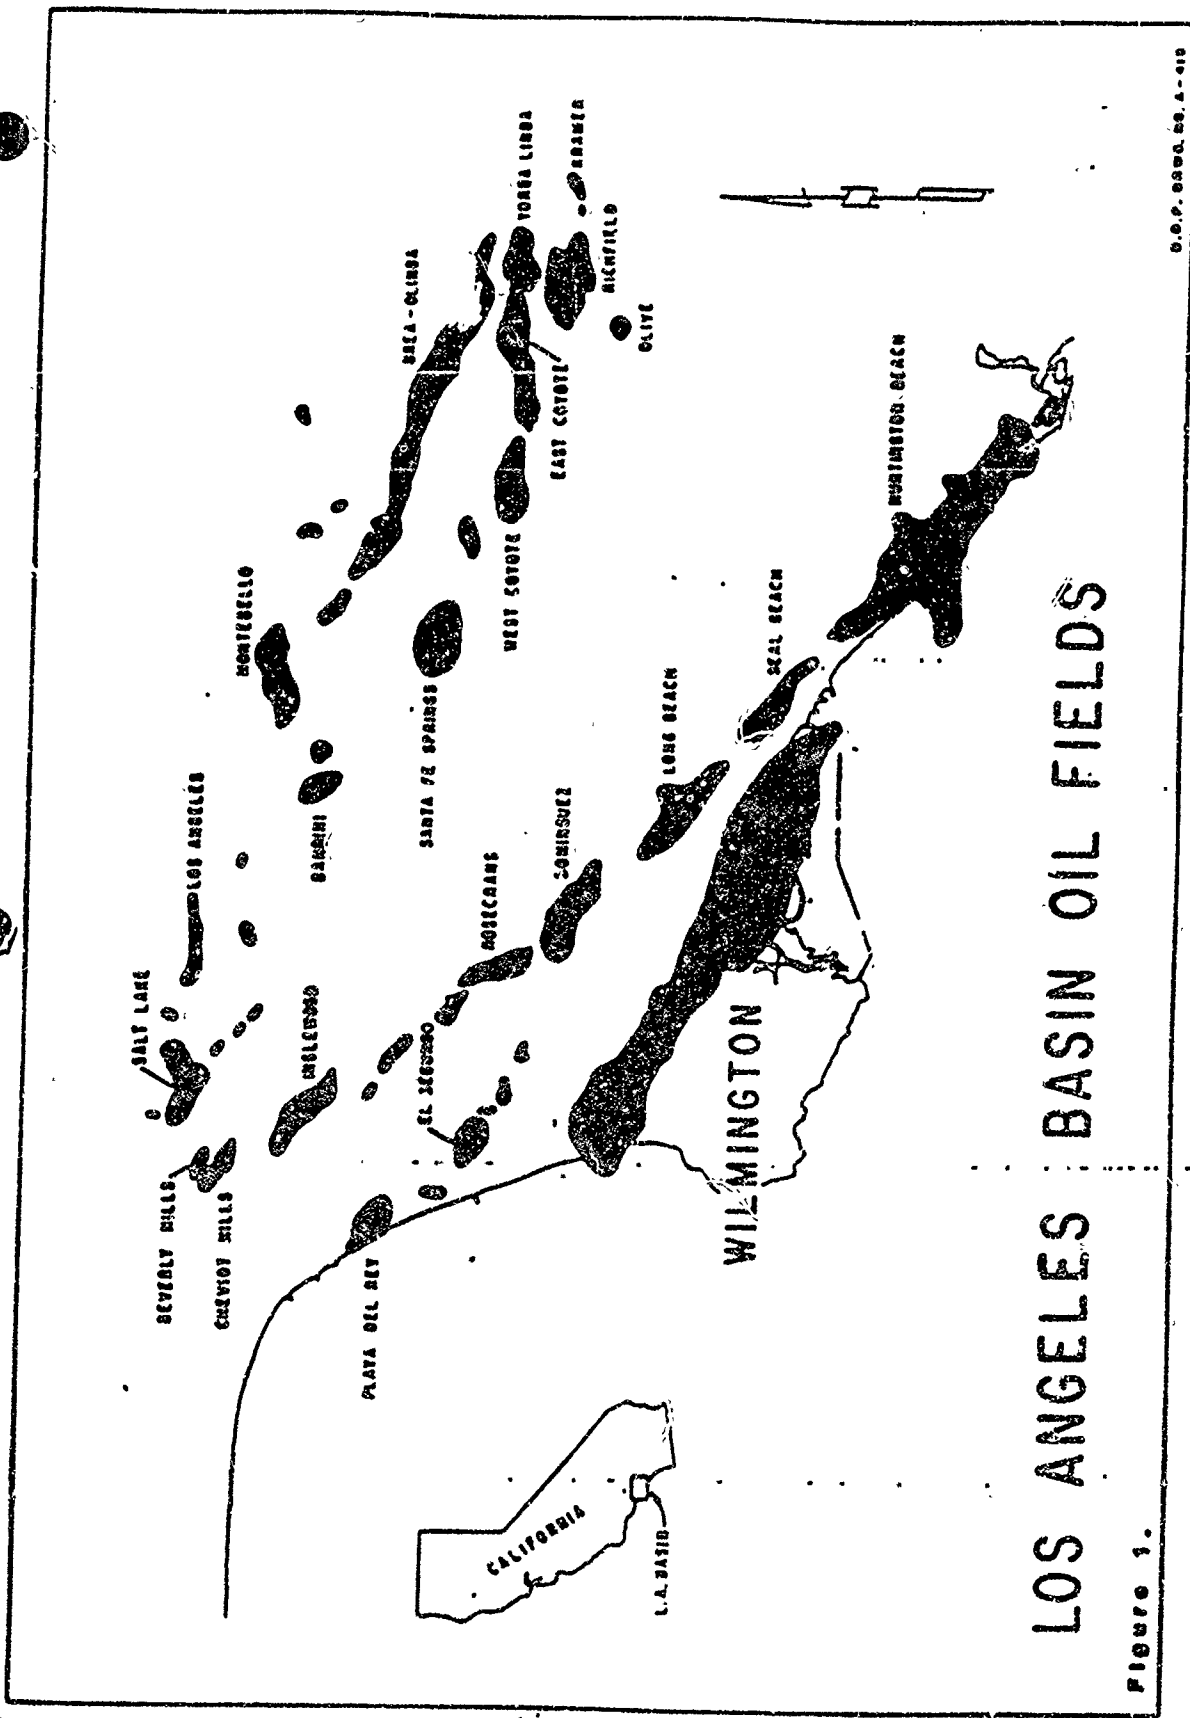 SALT LAKE
LOS ANGELES
BEVERLY HILLS
CHEVIOT HILLS
INGLEWOOD
BANDINI
MONTEBELLO
BREA-OLINDA
PLAYA DEL REY
EL SEGUNDO
ROSECRANS
SANTA FE SPRINGS
WEST COYOTE
EAST COYOTE
YORBA LINDA
KRAEMER
RICHFIELD
OLIVE
DOMINGUEZ
LONG BEACH
SEAL BEACH
HUNTINGTON BEACH
WILMINGTON
CALIFORNIA
L.A. BASIN
LOS ANGELES BASIN OIL FIELDS
Figure 1.